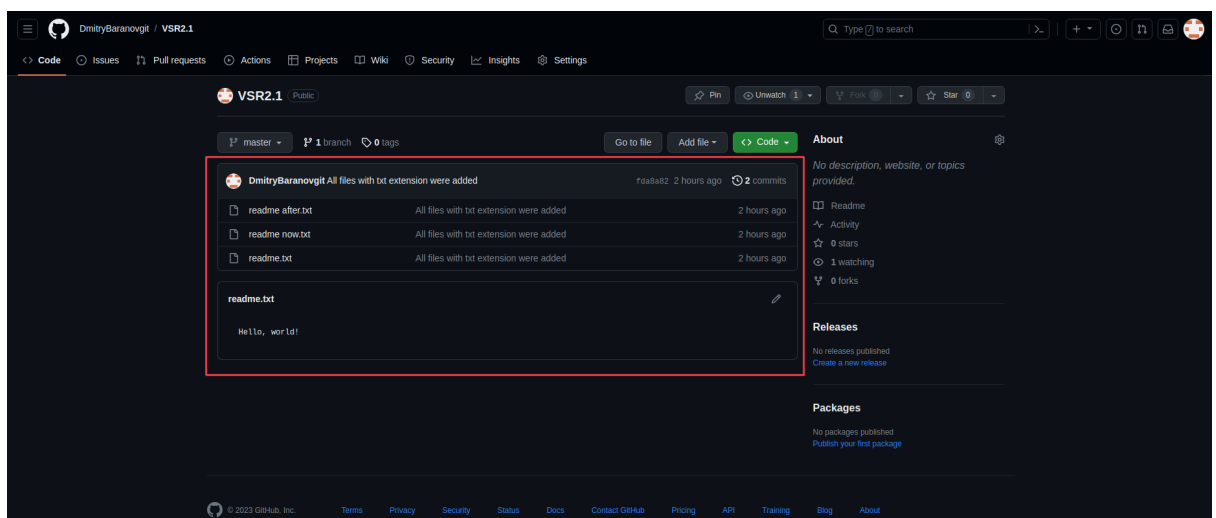 DmitryBaranovgit / VSR2.1
Type / to search
Code Issues Pull requests Actions Projects Wiki Security Insights Settings
VSR2.1 Public
Pin Unwatch 1 Fork 0 Star 0
master 1 branch 0 tags Go to file Add file Code
DmitryBaranovgit All files with txt extension were added fda8a82 2 hours ago 2 commits
readme after.txt All files with txt extension were added 2 hours ago
readme now.txt All files with txt extension were added 2 hours ago
readme.txt All files with txt extension were added 2 hours ago
readme.txt
Hello, world!
About
No description, website, or topics
provided.
Readme
Activity
0 stars
1 watching
0 forks
Releases
No releases published
Create a new release
Packages
No packages published
Publish your first package
© 2023 GitHub, Inc. Terms Privacy Security Status Docs Contact GitHub Pricing API Training Blog About